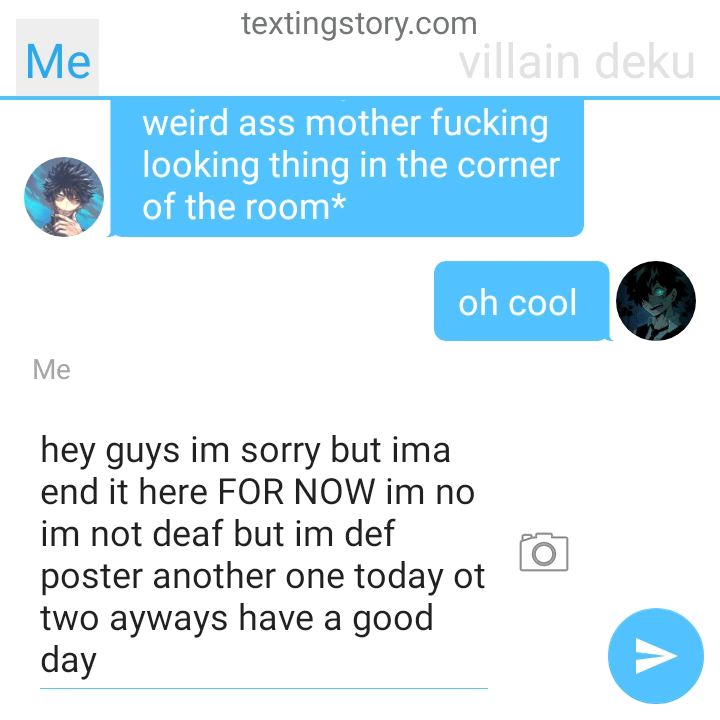 textingstory.com
Me
villain deku
weird ass mother fucking
looking thing in the corner
of the room*
oh cool
Me
hey guys im sorry but ima
end it here FOR NOW im no
im not deaf but im def
poster another one today ot
two ayways have a good
day